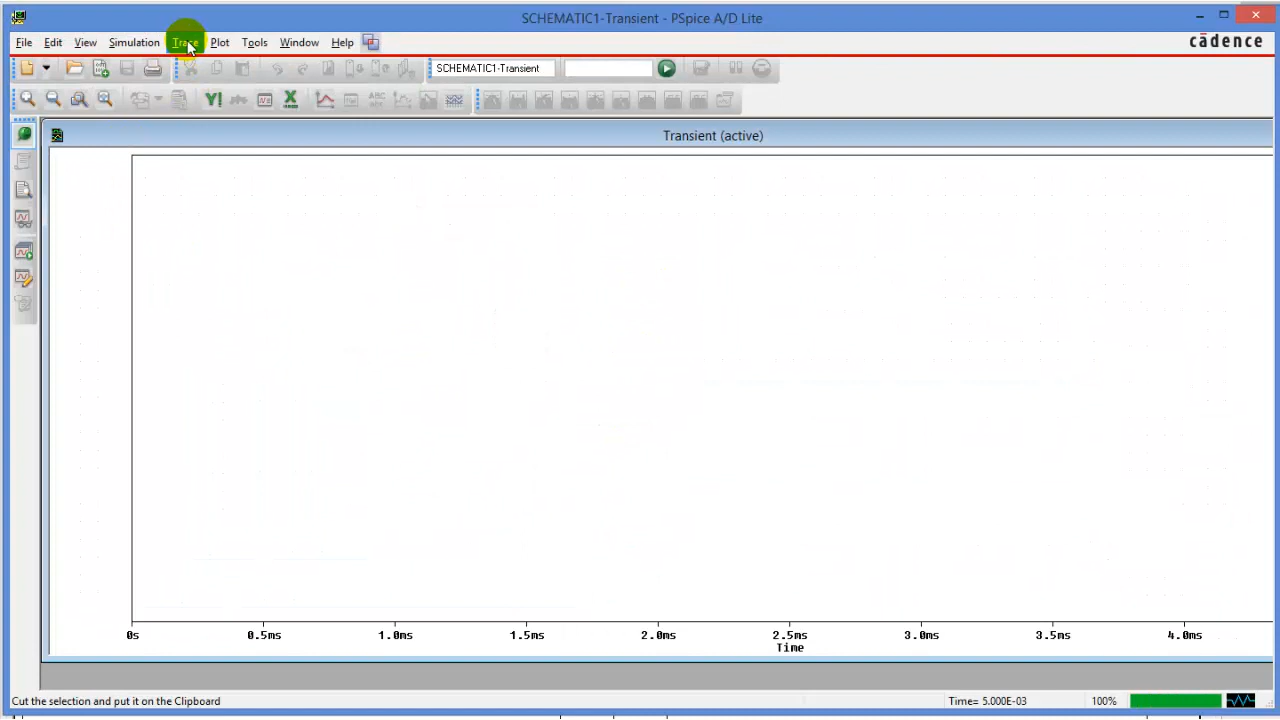 SCHEMATIC1-Transient - PSpice A/D Lite
File Edit View Simulation Trace Plot Tools Window Help cādence
SCHEMATIC1-Transient
Transient (active)
0s 0.5ms 1.0ms 1.5ms 2.0ms 2.5ms 3.0ms 3.5ms 4.0ms
Time
Cut the selection and put it on the Clipboard Time= 5.000E-03 100%